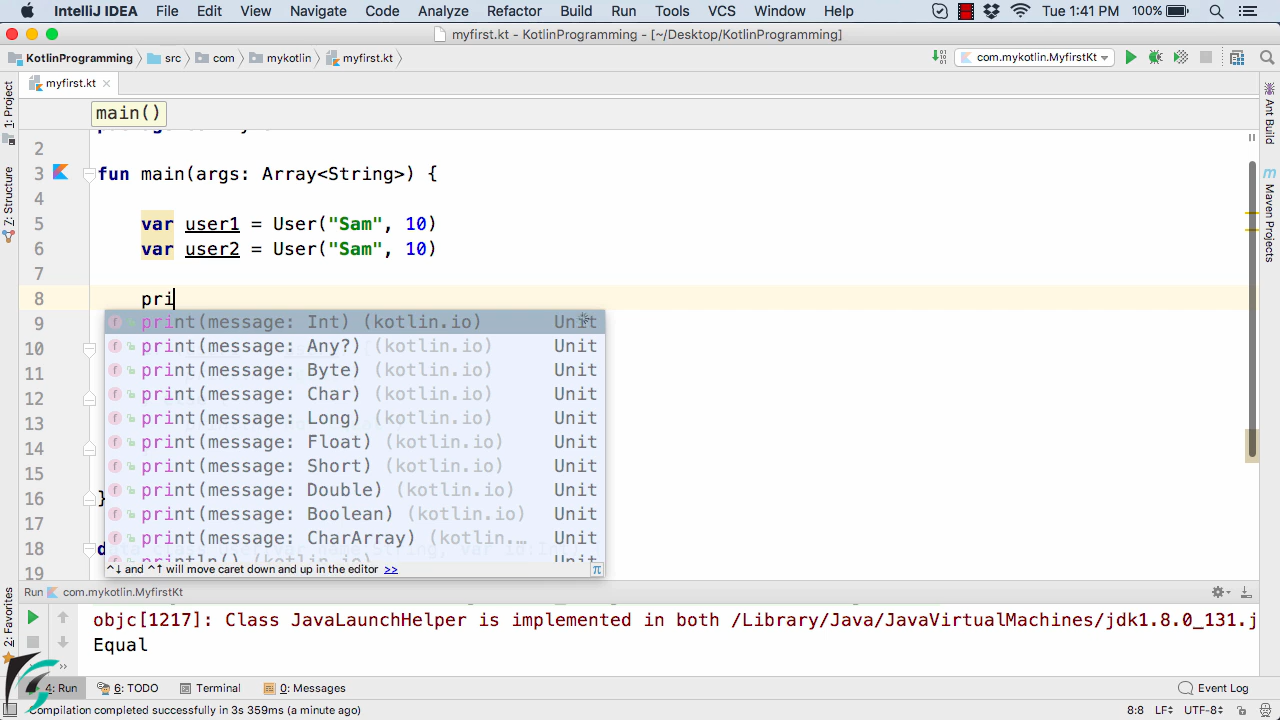 IntelliJ IDEA File Edit View Navigate Code Analyze Refactor Build Run Tools VCS Window Help Tue 1:41 PM 100%
myfirst.kt - KotlinProgramming - [~/Desktop/KotlinProgramming]
KotlinProgramming src com mykotlin myfirst.kt com.mykotlin.MyfirstKt
myfirst.kt
main()
2
3 fun main(args: Array<String>) {
4
5 var user1 = User("Sam", 10)
6 var user2 = User("Sam", 10)
7
8 pri
9 print(message: Int) (kotlin.io) Unit
10 print(message: Any?) (kotlin.io) Unit
11 print(message: Byte) (kotlin.io) Unit
12 print(message: Char) (kotlin.io) Unit
13 print(message: Long) (kotlin.io) Unit
14 print(message: Float) (kotlin.io) Unit
15 print(message: Short) (kotlin.io) Unit
16 } print(message: Double) (kotlin.io) Unit
17 print(message: Boolean) (kotlin.io) Unit
18 print(message: CharArray) (kotlin.… Unit
println() (kotlin.io) Unit
19 ^↓ and ^↑ will move caret down and up in the editor >> π
1: Project
7: Structure
2: Favorites
Ant Build
Maven Projects
Run com.mykotlin.MyfirstKt
objc[1217]: Class JavaLaunchHelper is implemented in both /Library/Java/JavaVirtualMachines/jdk1.8.0_131.j
Equal
4: Run 6: TODO Terminal 0: Messages Event Log
Compilation completed successfully in 3s 359ms (a minute ago) 8:8 LF UTF-8